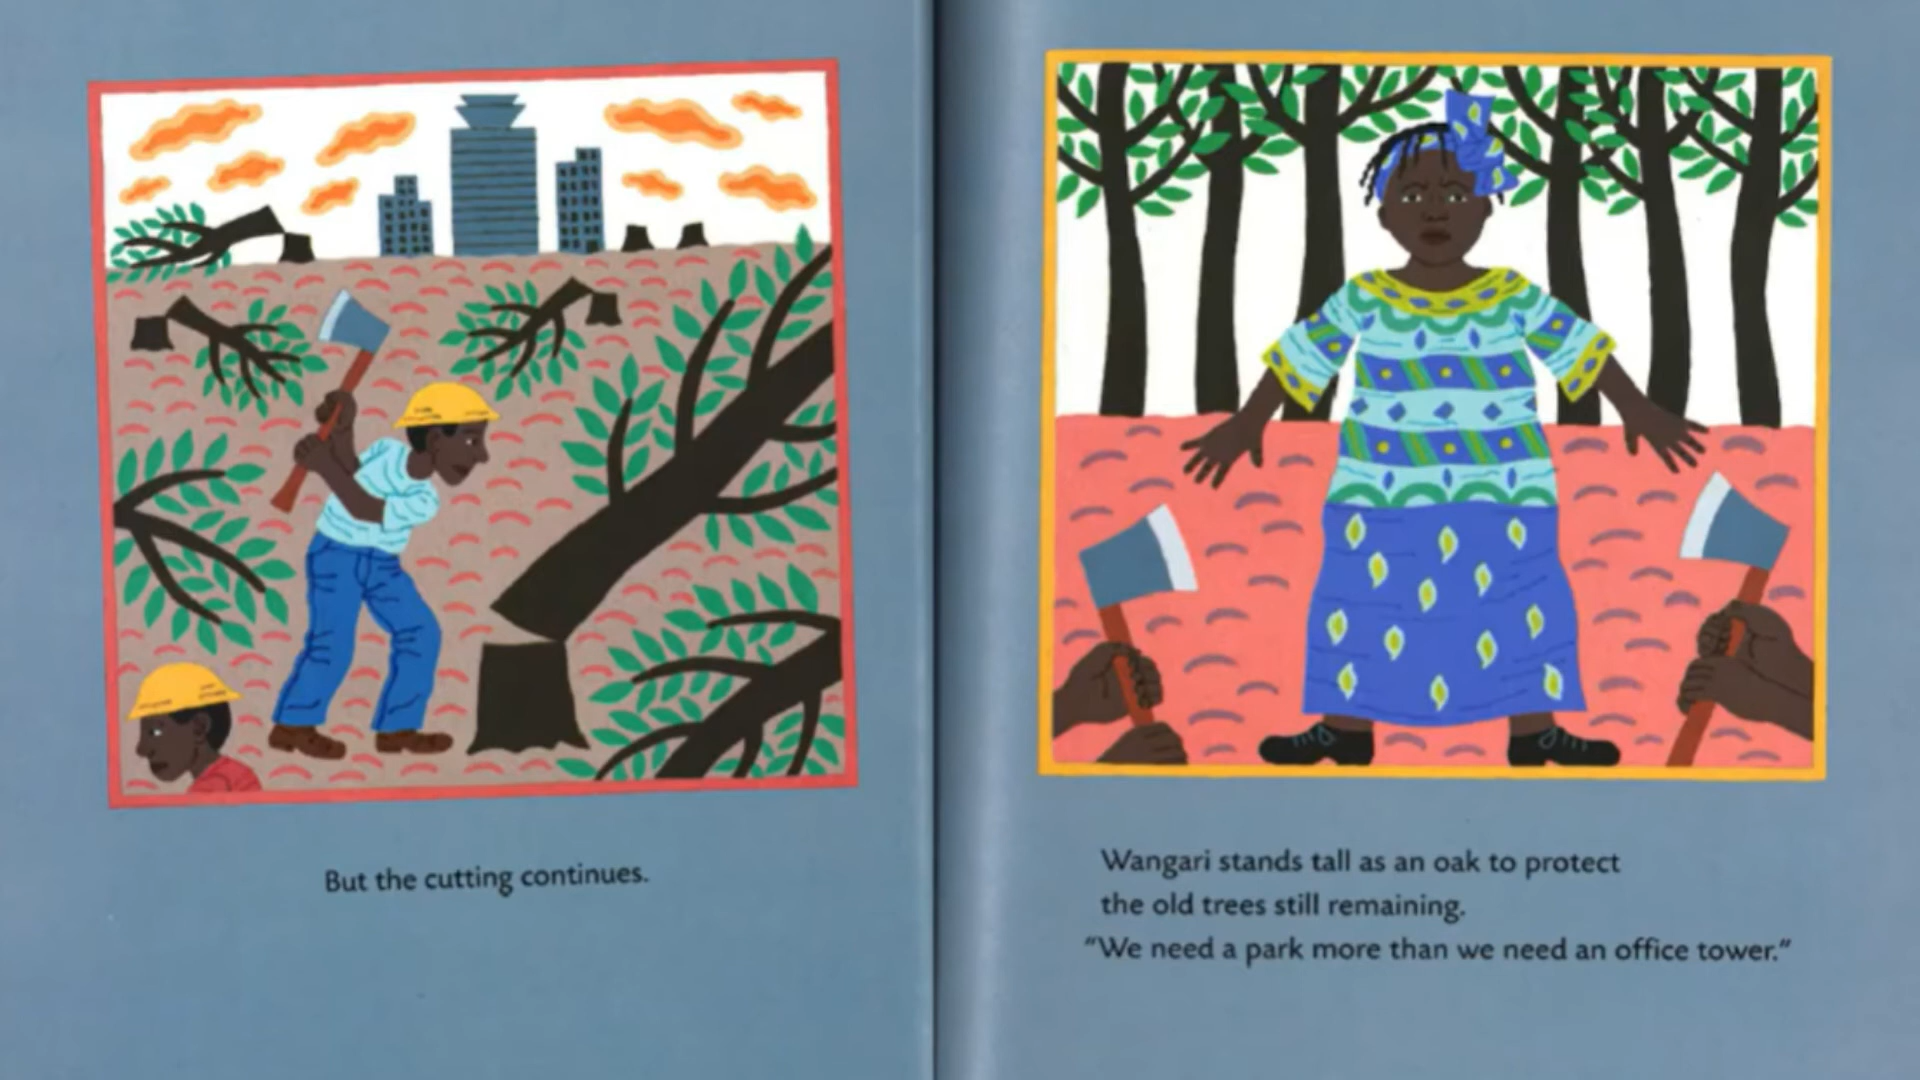 But the cutting continues.
Wangari stands tall as an oak to protect
the old trees still remaining.
“We need a park more than we need an office tower.”